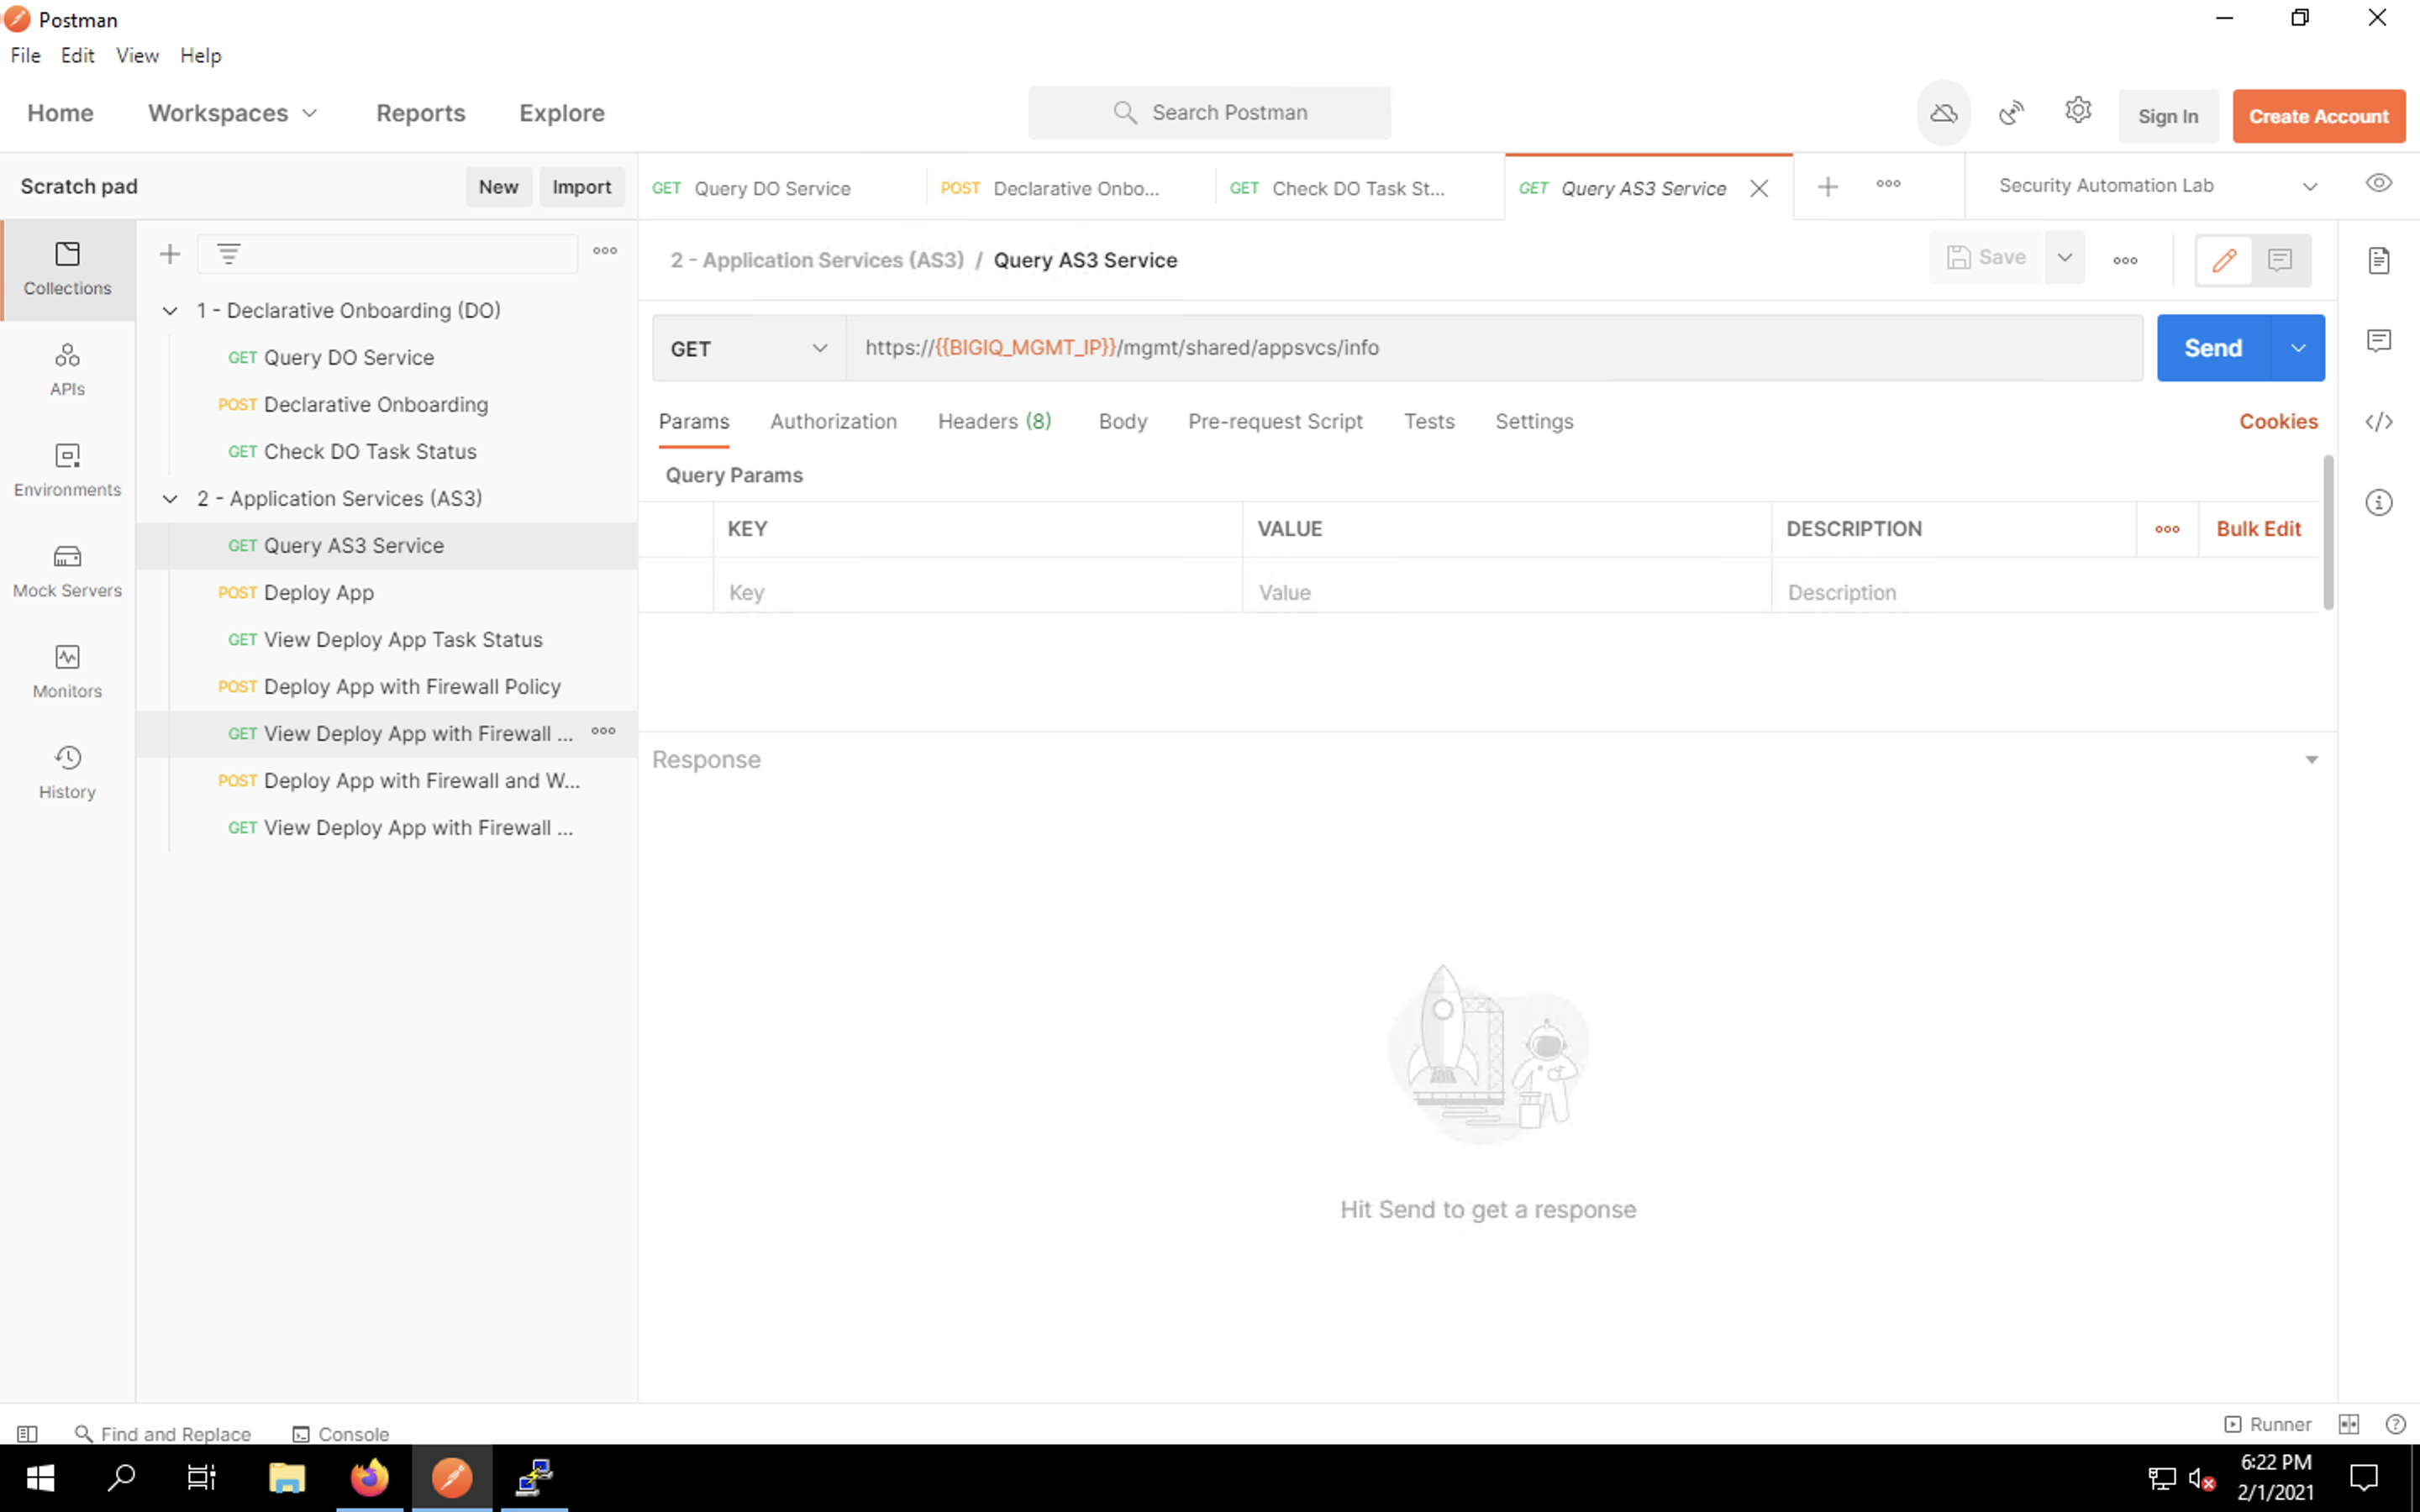 Postman
File Edit View Help
Home Workspaces Reports Explore Search Postman Sign In Create Account
Scratch pad New Import GET Query DO Service POST Declarative Onbo... GET Check DO Task St... GET Query AS3 Service Security Automation Lab
2 - Application Services (AS3) / Query AS3 Service Save
Collections
APIs
Environments
Mock Servers
Monitors
History
1 - Declarative Onboarding (DO)
GET Query DO Service
POST Declarative Onboarding
GET Check DO Task Status
2 - Application Services (AS3)
GET Query AS3 Service
POST Deploy App
GET View Deploy App Task Status
POST Deploy App with Firewall Policy
GET View Deploy App with Firewall ...
POST Deploy App with Firewall and W...
GET View Deploy App with Firewall ...
GET https://{{BIGIQ_MGMT_IP}}/mgmt/shared/appsvcs/info Send
Params Authorization Headers (8) Body Pre-request Script Tests Settings Cookies
Query Params
KEY VALUE DESCRIPTION Bulk Edit
Key Value Description
Response
Hit Send to get a response
Find and Replace Console Runner
6:22 PM
2/1/2021